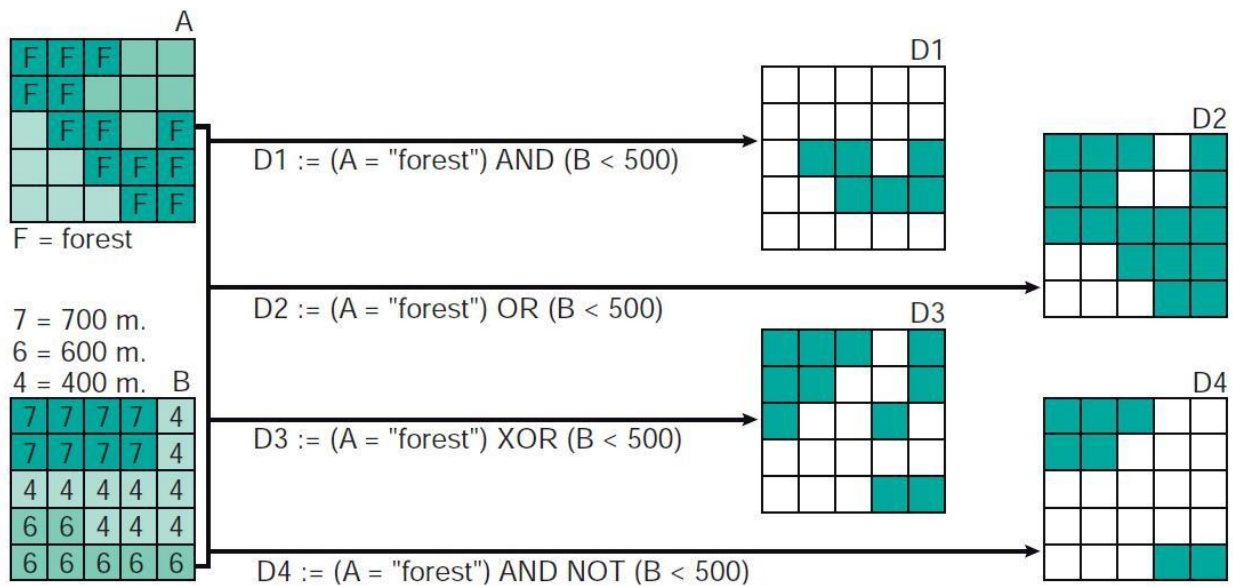 A
F F F
F F
F F F
F F F
F F
F = forest
7 = 700 m.
6 = 600 m.
4 = 400 m. B
7 7 7 7 4
7 7 7 7 4
4 4 4 4 4
6 6 4 4 4
6 6 6 6 6
D1
D1 := (A = "forest") AND (B < 500)
D2
D2 := (A = "forest") OR (B < 500)
D3
D3 := (A = "forest") XOR (B < 500)
D4
D4 := (A = "forest") AND NOT (B < 500)